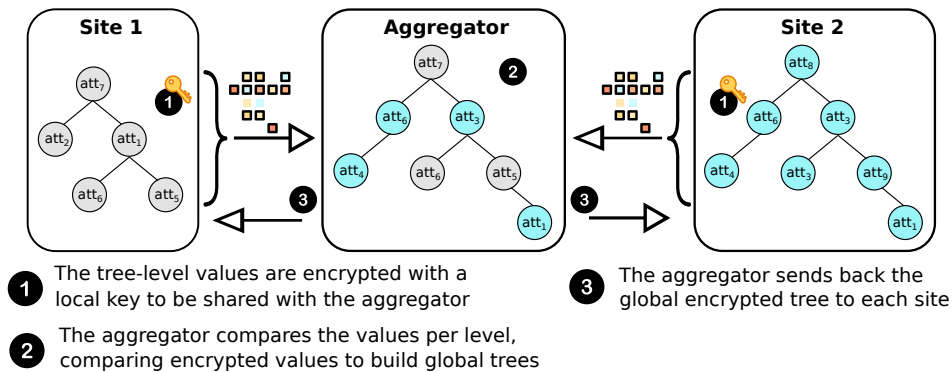 Site 1
Aggregator
Site 2
att7
att2
att1
att6
att5
1
att7
2
att6
att3
att4
att6
att5
att1
att8
1
att6
att3
att4
att3
att9
att1
3
3
1 The tree-level values are encrypted with a
local key to be shared with the aggregator
2 The aggregator compares the values per level,
comparing encrypted values to build global trees
3 The aggregator sends back the
global encrypted tree to each site